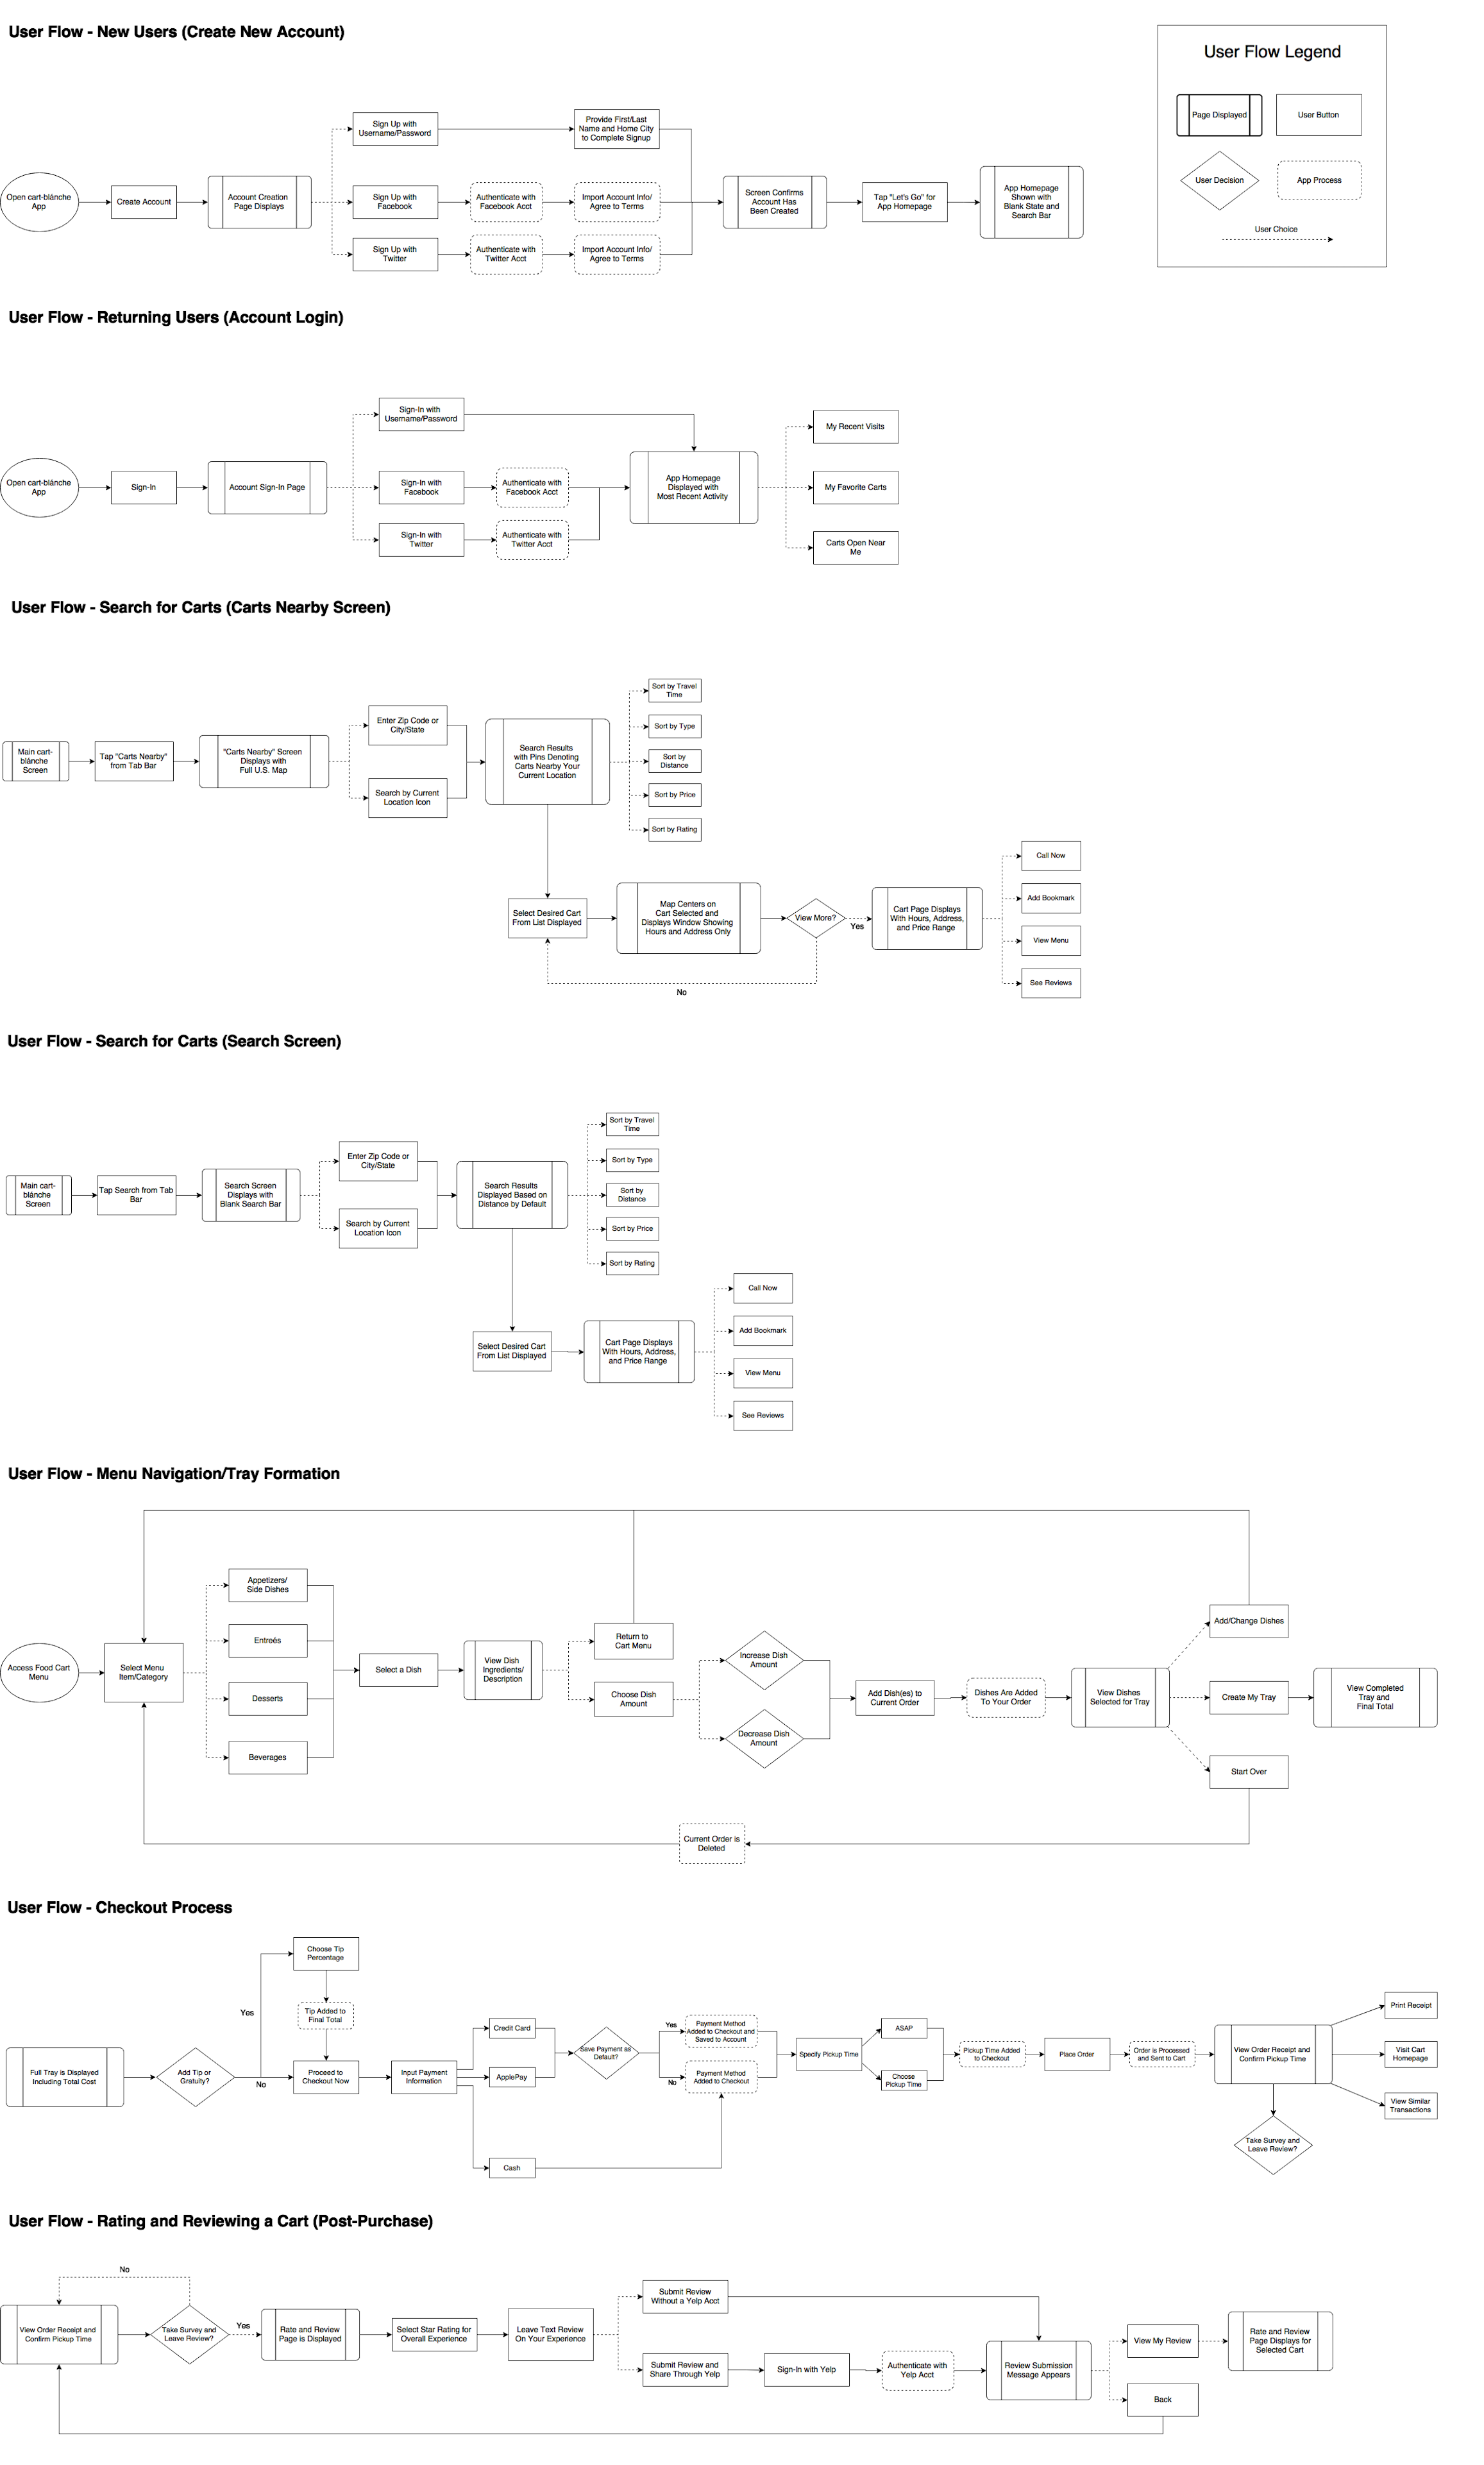 User Flow - New Users (Create New Account)
User Flow Legend
Page Displayed
User Button
User Decision
App Process
User Choice
Open cart-blánche
App
Create Account
Account Creation
Page Displays
Sign Up with
Username/Password
Provide First/Last
Name and Home City
to Complete Signup
Sign Up with
Facebook
Authenticate with
Facebook Acct
Import Account Info/
Agree to Terms
Sign Up with
Twitter
Authenticate with
Twitter Acct
Import Account Info/
Agree to Terms
Screen Confirms
Account Has
Been Created
Tap "Let's Go" for
App Homepage
App Homepage
Shown with
Blank State and
Search Bar
User Flow - Returning Users (Account Login)
Open cart-blánche
App
Sign-In
Account Sign-In Page
Sign-In with
Username/Password
Sign-In with
Facebook
Authenticate with
Facebook Acct
Sign-In with
Twitter
Authenticate with
Twitter Acct
App Homepage
Displayed with
Most Recent Activity
My Recent Visits
My Favorite Carts
Carts Open Near
Me
User Flow - Search for Carts (Carts Nearby Screen)
Main cart-
blánche
Screen
Tap "Carts Nearby"
from Tab Bar
"Carts Nearby" Screen
Displays with
Full U.S. Map
Enter Zip Code or
City/State
Search by Current
Location Icon
Search Results
with Pins Denoting
Carts Nearby Your
Current Location
Sort by Travel
Time
Sort by Type
Sort by
Distance
Sort by Price
Sort by Rating
Select Desired Cart
From List Displayed
Map Centers on
Cart Selected and
Displays Window Showing
Hours and Address Only
View More?
Yes
No
Cart Page Displays
With Hours, Address,
and Price Range
Call Now
Add Bookmark
View Menu
See Reviews
User Flow - Search for Carts (Search Screen)
Main cart-
blánche
Screen
Tap Search from Tab
Bar
Search Screen
Displays with
Blank Search Bar
Enter Zip Code or
City/State
Search by Current
Location Icon
Search Results
Displayed Based on
Distance by Default
Sort by Travel
Time
Sort by Type
Sort by
Distance
Sort by Price
Sort by Rating
Select Desired Cart
From List Displayed
Cart Page Displays
With Hours, Address,
and Price Range
Call Now
Add Bookmark
View Menu
See Reviews
User Flow - Menu Navigation/Tray Formation
Access Food Cart
Menu
Select Menu
Item/Category
Appetizers/
Side Dishes
Entreés
Desserts
Beverages
Select a Dish
View Dish
Ingredients/
Description
Return to
Cart Menu
Choose Dish
Amount
Increase Dish
Amount
Decrease Dish
Amount
Add Dish(es) to
Current Order
Dishes Are Added
To Your Order
View Dishes
Selected for Tray
Add/Change Dishes
Create My Tray
Start Over
View Completed
Tray and
Final Total
Current Order is
Deleted
User Flow - Checkout Process
Full Tray is Displayed
Including Total Cost
Add Tip or
Gratuity?
Yes
No
Choose Tip
Percentage
Tip Added to
Final Total
Proceed to
Checkout Now
Input Payment
Information
Credit Card
ApplePay
Cash
Save Payment as
Default?
Yes
No
Payment Method
Added to Checkout and
Saved to Account
Payment Method
Added to Checkout
Specify Pickup Time
ASAP
Choose
Pickup Time
Pickup Time Added
to Checkout
Place Order
Order is Processed
and Sent to Cart
View Order Receipt and
Confirm Pickup Time
Print Receipt
Visit Cart
Homepage
View Similar
Transactions
Take Survey and
Leave Review?
User Flow - Rating and Reviewing a Cart (Post-Purchase)
No
View Order Receipt and
Confirm Pickup Time
Take Survey and
Leave Review?
Yes
Rate and Review
Page is Displayed
Select Star Rating for
Overall Experience
Leave Text Review
On Your Experience
Submit Review
Without a Yelp Acct
Submit Review and
Share Through Yelp
Sign-In with Yelp
Authenticate with
Yelp Acct
Review Submission
Message Appears
View My Review
Back
Rate and Review
Page Displays for
Selected Cart